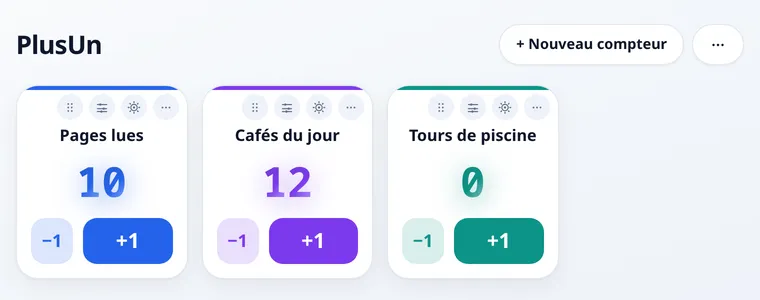 PlusUn
+ Nouveau compteur
...
Pages lues
10
−1 +1
Cafés du jour
12
−1 +1
Tours de piscine
0
−1 +1